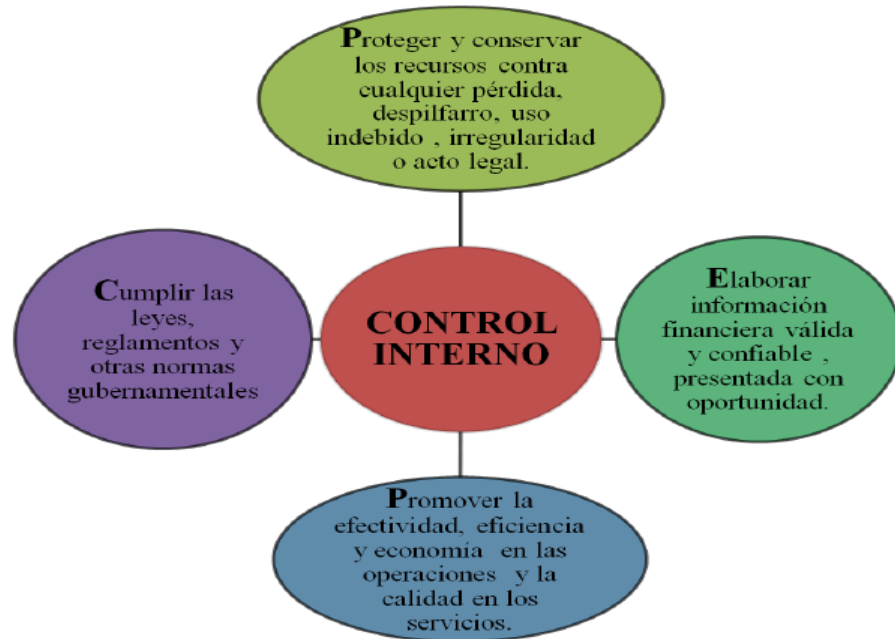 Proteger y conservar
los recursos contra
cualquier pérdida,
despilfarro, uso
indebido , irregularidad
o acto legal.
Cumplir las
leyes,
reglamentos y
otras normas
gubernamentales
CONTROL
INTERNO
Elaborar
información
financiera válida
y confiable ,
presentada con
oportunidad.
Promover la
efectividad, eficiencia
y economía en las
operaciones y la
calidad en los
servicios.